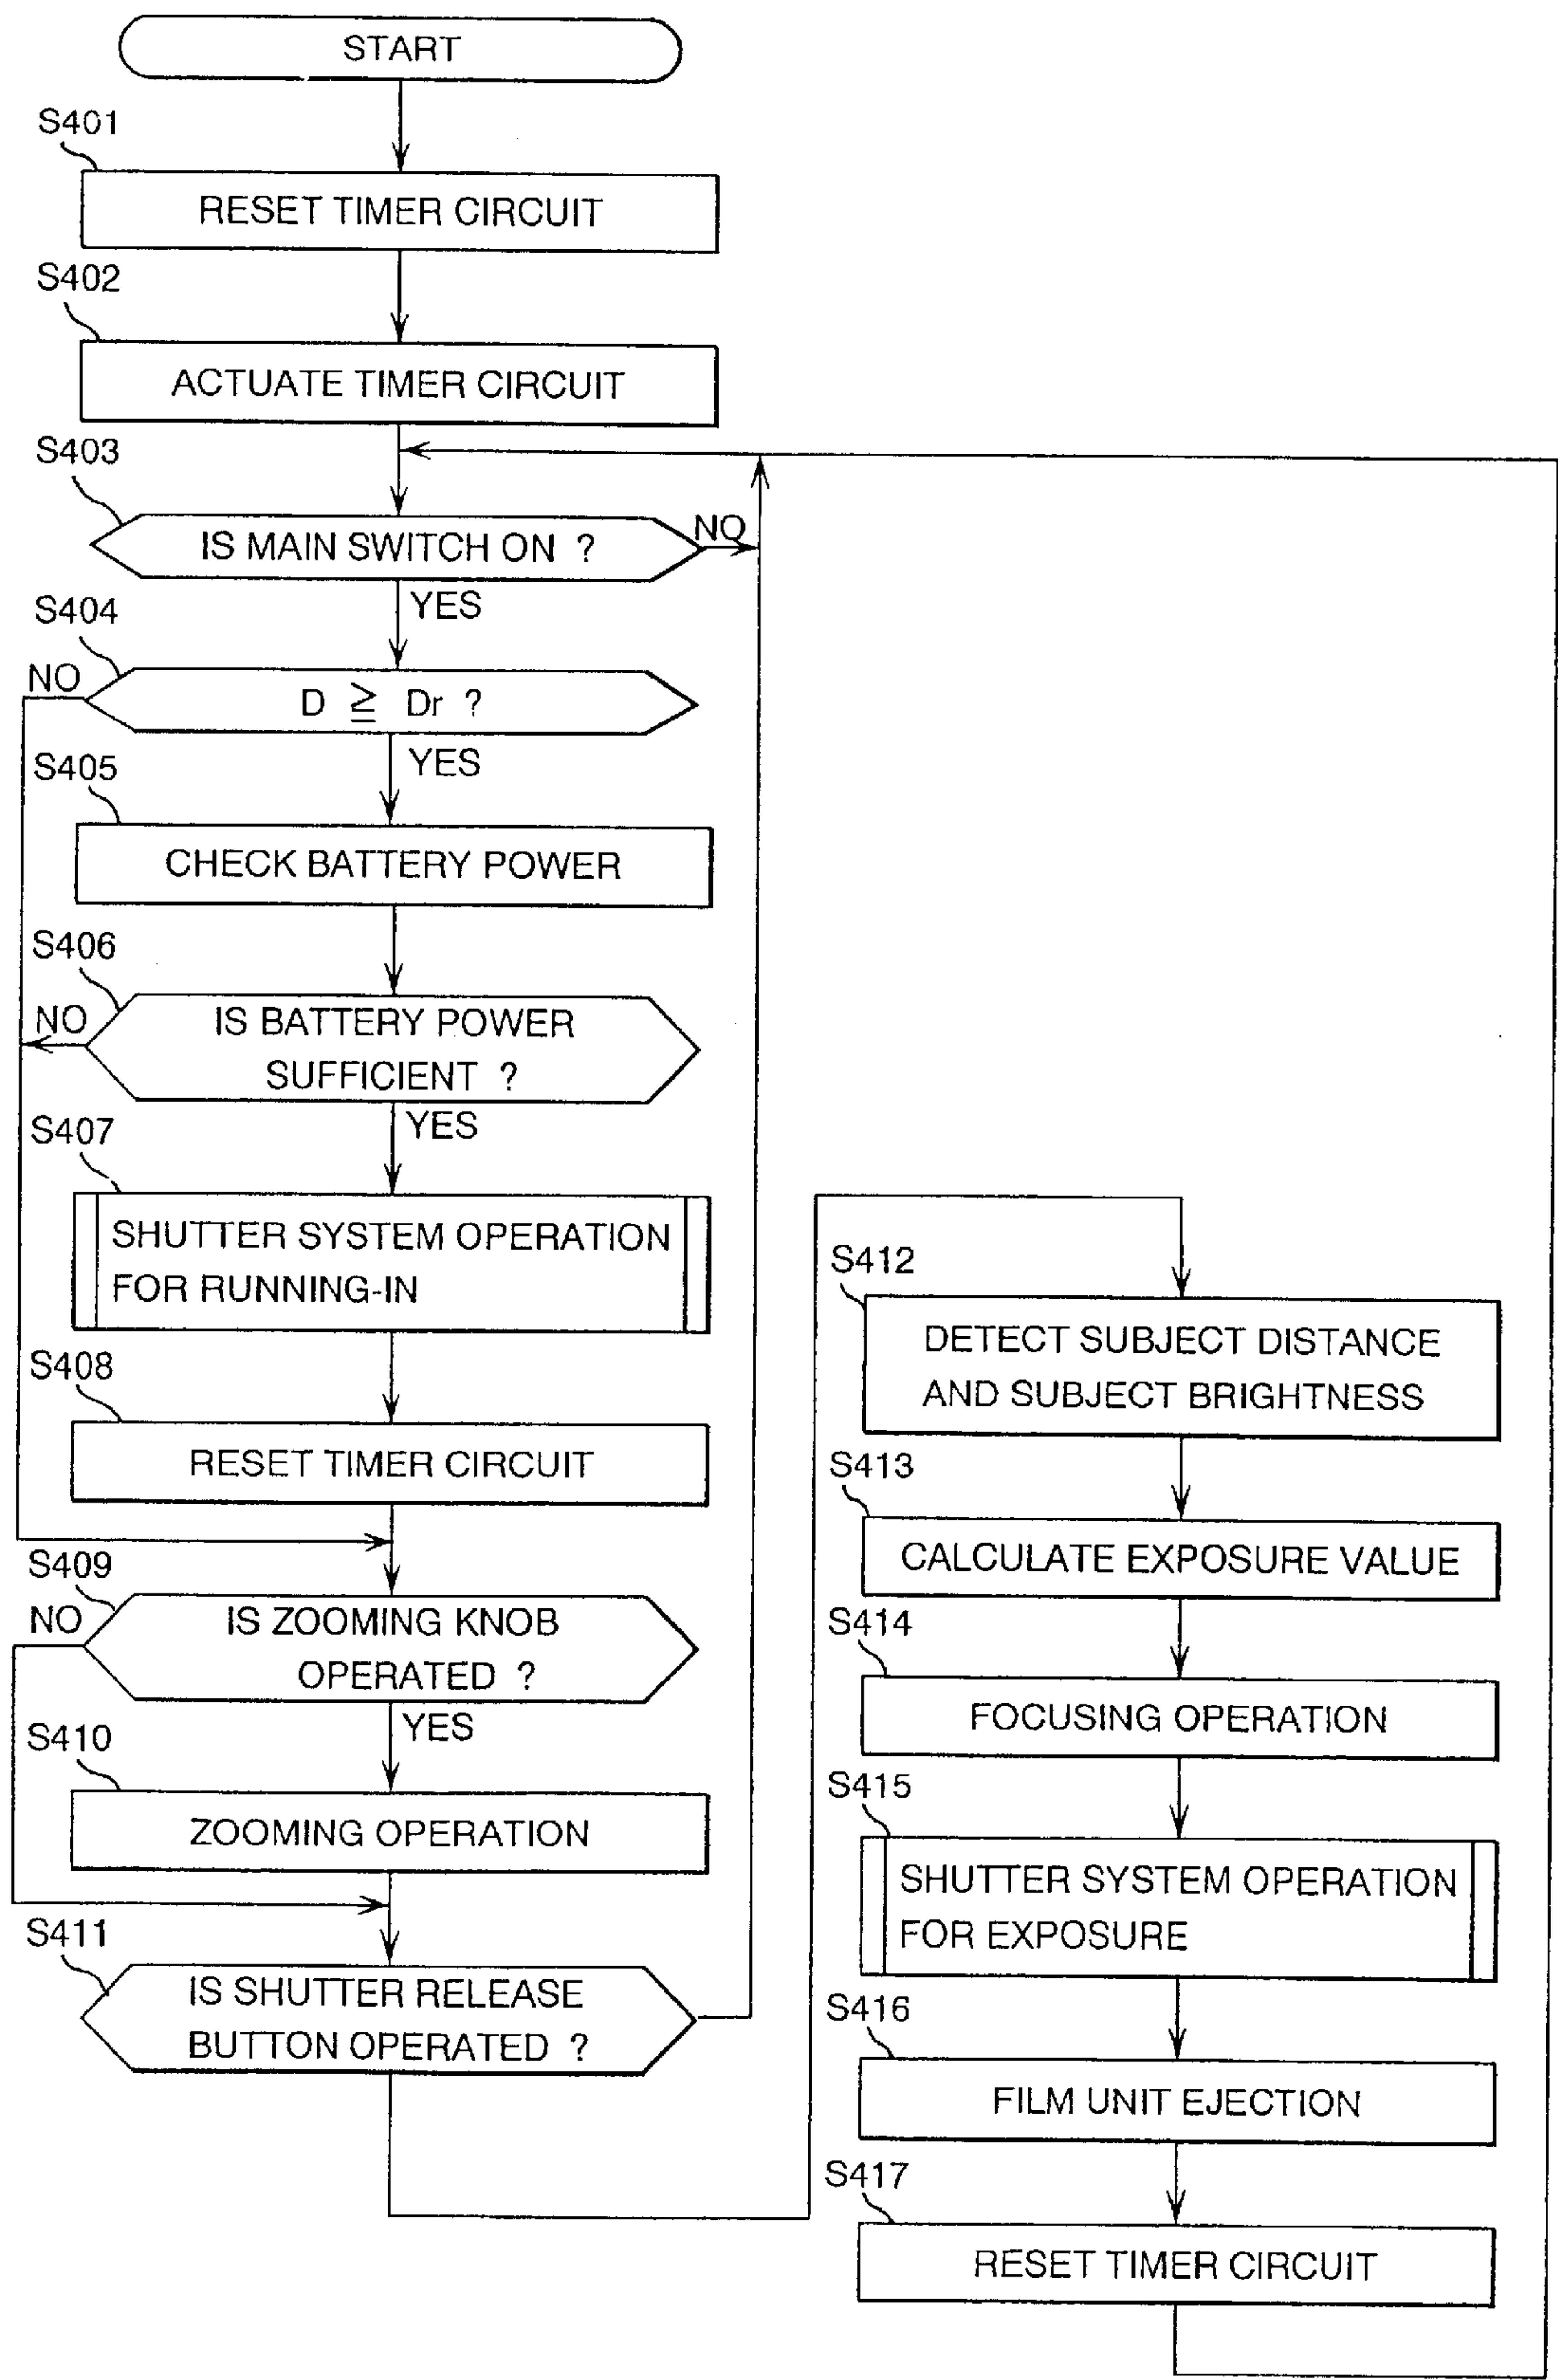 START
S401
RESET TIMER CIRCUIT
S402
ACTUATE TIMER CIRCUIT
S403
IS MAIN SWITCH ON ?
NO
YES
S404
NO
D ≧ Dr ?
YES
S405
CHECK BATTERY POWER
S406
NO
IS BATTERY POWER
SUFFICIENT ?
YES
S407
SHUTTER SYSTEM OPERATION
FOR RUNNING-IN
S408
RESET TIMER CIRCUIT
S409
NO
IS ZOOMING KNOB
OPERATED ?
YES
S410
ZOOMING OPERATION
S411
IS SHUTTER RELEASE
BUTTON OPERATED ?
S412
DETECT SUBJECT DISTANCE
AND SUBJECT BRIGHTNESS
S413
CALCULATE EXPOSURE VALUE
S414
FOCUSING OPERATION
S415
SHUTTER SYSTEM OPERATION
FOR EXPOSURE
S416
FILM UNIT EJECTION
S417
RESET TIMER CIRCUIT